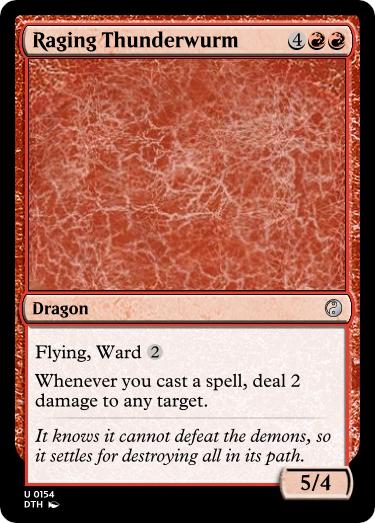 Raging Thunderwurm 4
Dragon
Flying, Ward 2
Whenever you cast a spell, deal 2
damage to any target.
It knows it cannot defeat the demons, so
it settles for destroying all in its path.
5/4
U 0154
DTH